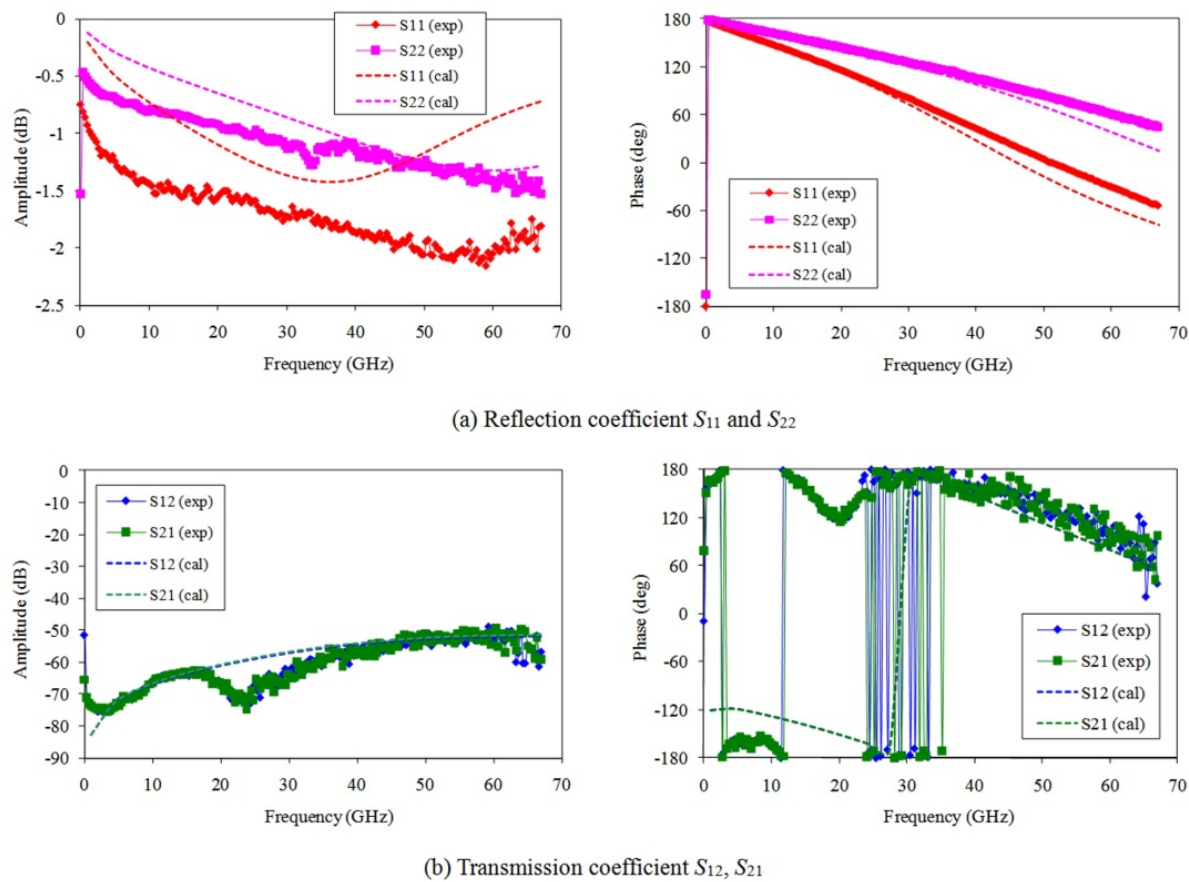 0
-0.5
-1
-1.5
-2
-2.5
Amplitude (dB)
0 10 20 30 40 50 60 70
Frequency (GHz)
S11 (exp)
S22 (exp)
S11 (cal)
S22 (cal)
180
120
60
0
-60
-120
-180
Phase (deg)
0 10 20 30 40 50 60 70
Frequency (GHz)
S11 (exp)
S22 (exp)
S11 (cal)
S22 (cal)
(a) Reflection coefficient S11 and S22
0
-10
-20
-30
-40
-50
-60
-70
-80
-90
Amplitude (dB)
0 10 20 30 40 50 60 70
Frequency (GHz)
S12 (exp)
S21 (exp)
S12 (cal)
S21 (cal)
180
120
60
0
-60
-120
-180
Phase (deg)
0 10 20 30 40 50 60 70
Frequency (GHz)
S12 (exp)
S21 (exp)
S12 (cal)
S21 (cal)
(b) Transmission coefficient S12, S21